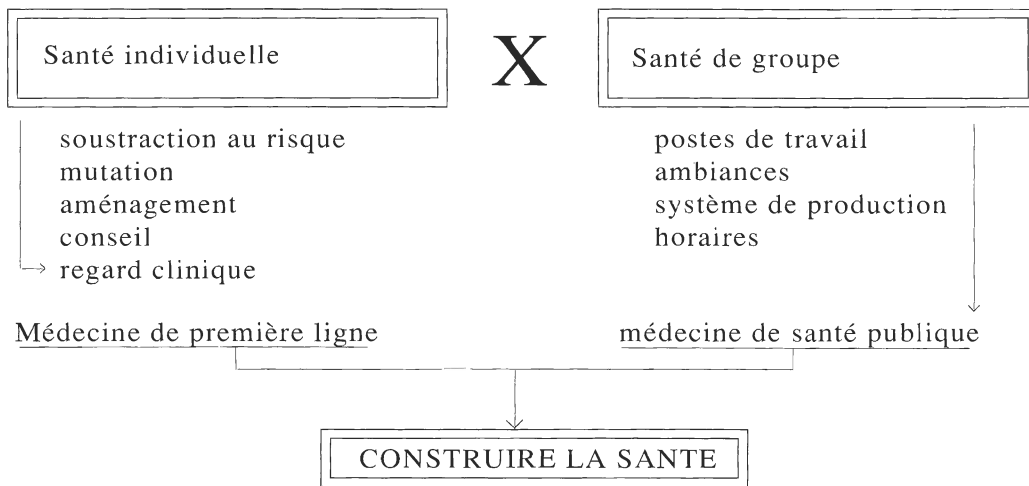 Santé individuelle
X
Santé de groupe
soustraction au risque
mutation
aménagement
conseil
regard clinique
postes de travail
ambiances
système de production
horaires
Médecine de première ligne
médecine de santé publique
CONSTRUIRE LA SANTE